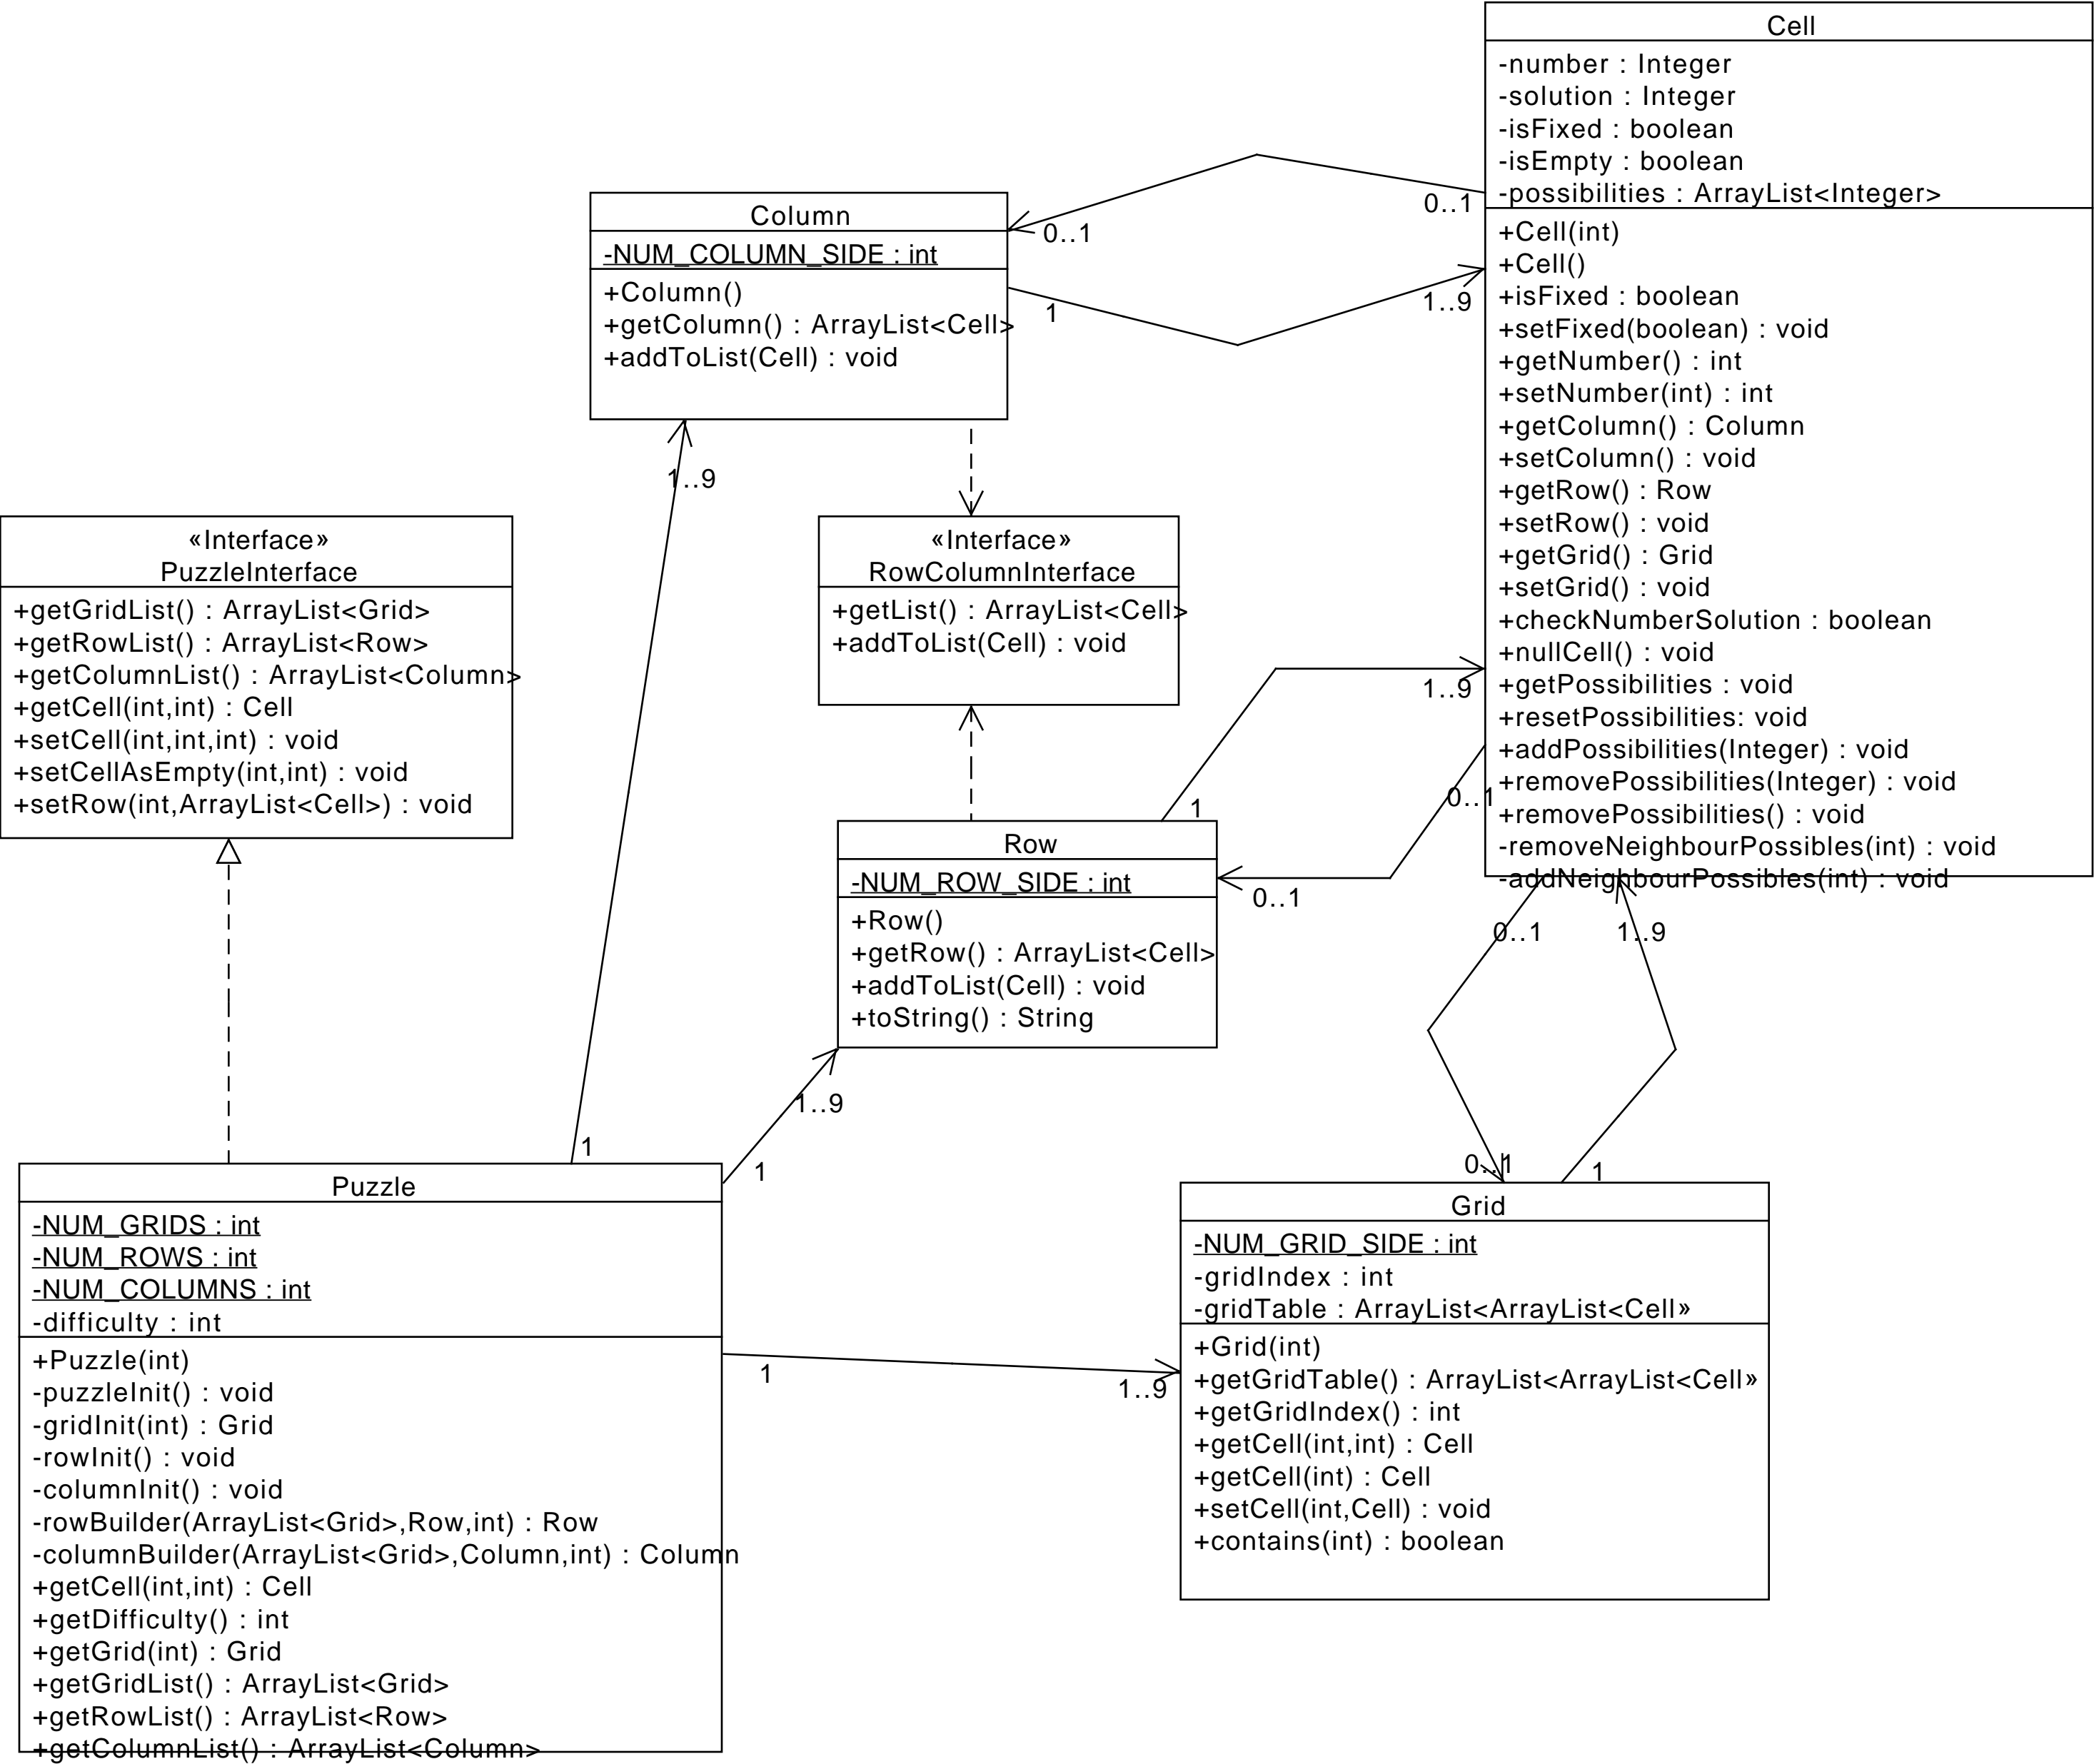 Cell
-number : Integer
-solution : Integer
-isFixed : boolean
-isEmpty : boolean
-possibilities : ArrayList<Integer>
+Cell(int)
+Cell()
+isFixed : boolean
+setFixed(boolean) : void
+getNumber() : int
+setNumber(int) : int
+getColumn() : Column
+setColumn() : void
+getRow() : Row
+setRow() : void
+getGrid() : Grid
+setGrid() : void
+checkNumberSolution : boolean
+nullCell() : void
+getPossibilities : void
+resetPossibilities: void
+addPossibilities(Integer) : void
+removePossibilities(Integer) : void
+removePossibilities() : void
-removeNeighbourPossibles(int) : void
-addNeighbourPossibles(int) : void
0..1
0..1
1
1..9
Column
-NUM_COLUMN_SIDE : int
+Column()
+getColumn() : ArrayList<Cell>
+addToList(Cell) : void
1..9
«Interface»
PuzzleInterface
+getGridList() : ArrayList<Grid>
+getRowList() : ArrayList<Row>
+getColumnList() : ArrayList<Column>
+getCell(int,int) : Cell
+setCell(int,int,int) : void
+setCellAsEmpty(int,int) : void
+setRow(int,ArrayList<Cell>) : void
«Interface»
RowColumnInterface
+getList() : ArrayList<Cell>
+addToList(Cell) : void
1..9
1
0..1
0..1
Row
-NUM_ROW_SIDE : int
+Row()
+getRow() : ArrayList<Cell>
+addToList(Cell) : void
+toString() : String
0..1
1..9
1..9
1
1
0..1
1
Puzzle
-NUM_GRIDS : int
-NUM_ROWS : int
-NUM_COLUMNS : int
-difficulty : int
+Puzzle(int)
-puzzleInit() : void
-gridInit(int) : Grid
-rowInit() : void
-columnInit() : void
-rowBuilder(ArrayList<Grid>,Row,int) : Row
-columnBuilder(ArrayList<Grid>,Column,int) : Column
+getCell(int,int) : Cell
+getDifficulty() : int
+getGrid(int) : Grid
+getGridList() : ArrayList<Grid>
+getRowList() : ArrayList<Row>
+getColumnList() : ArrayList<Column>
1
1..9
Grid
-NUM_GRID_SIDE : int
-gridIndex : int
-gridTable : ArrayList<ArrayList<Cell»
+Grid(int)
+getGridTable() : ArrayList<ArrayList<Cell»
+getGridIndex() : int
+getCell(int,int) : Cell
+getCell(int) : Cell
+setCell(int,Cell) : void
+contains(int) : boolean